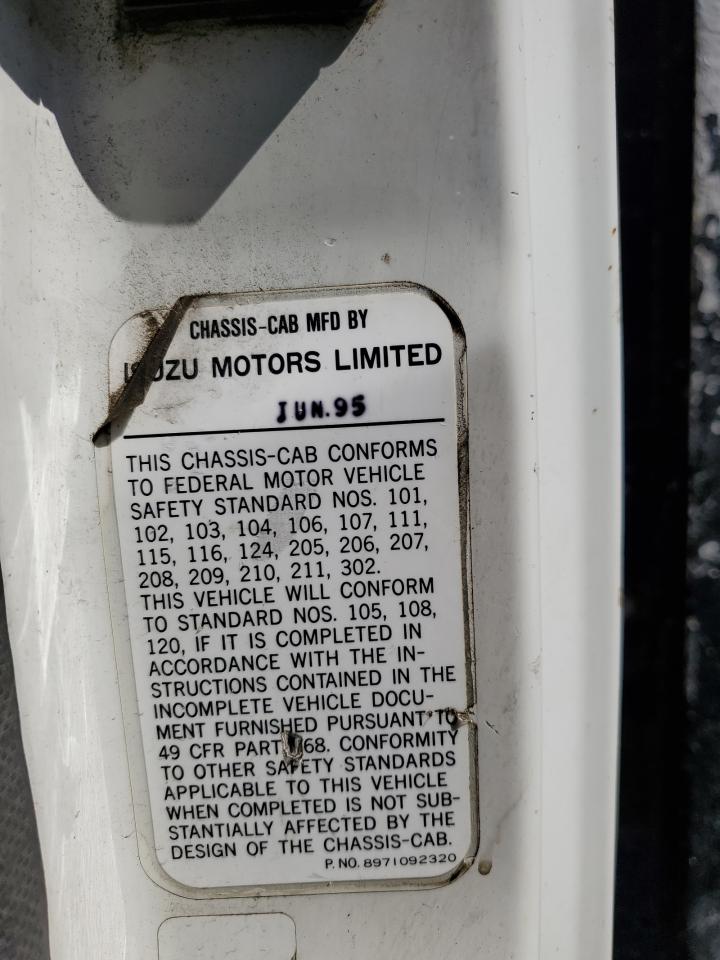 CHASSIS-CAB MFD BY
ISUZU MOTORS LIMITED
JUN.95
THIS CHASSIS-CAB CONFORMS
TO FEDERAL MOTOR VEHICLE
SAFETY STANDARD NOS. 101,
102, 103, 104, 106, 107, 111,
115, 116, 124, 205, 206, 207,
208, 209, 210, 211, 302.
THIS VEHICLE WILL CONFORM
TO STANDARD NOS. 105, 108,
120, IF IT IS COMPLETED IN
ACCORDANCE WITH THE IN-
STRUCTIONS CONTAINED IN THE
INCOMPLETE VEHICLE DOCU-
MENT FURNISHED PURSUANT TO
49 CFR PART 568. CONFORMITY
TO OTHER SAFETY STANDARDS
APPLICABLE TO THIS VEHICLE
WHEN COMPLETED IS NOT SUB-
STANTIALLY AFFECTED BY THE
DESIGN OF THE CHASSIS-CAB.
P. NO. 8971092320